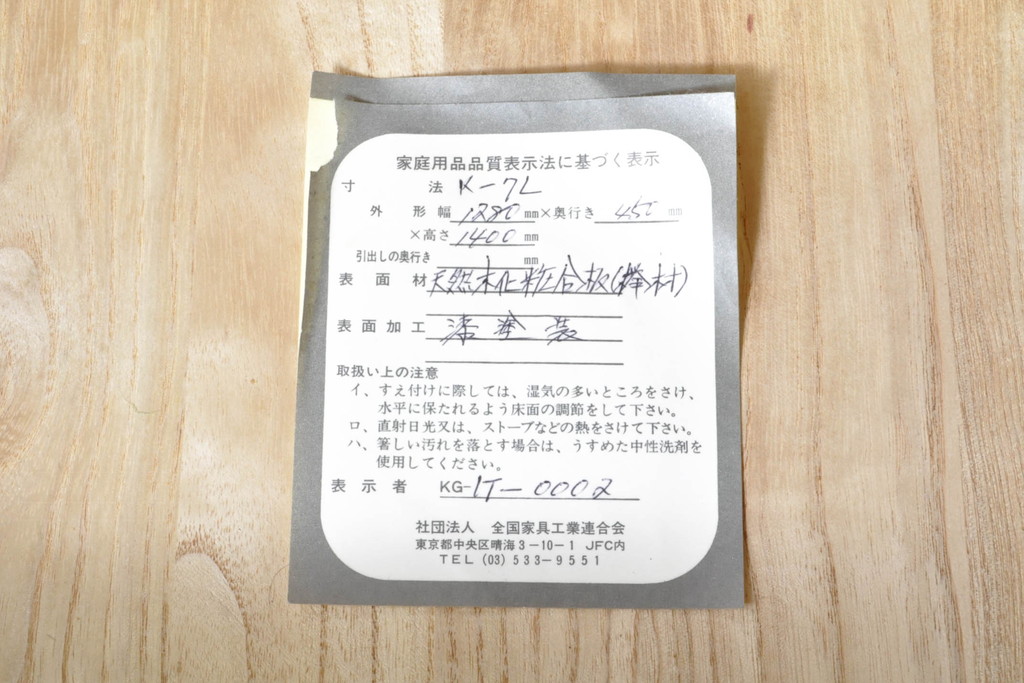 家庭用品品質表示法に基づく表示
寸法 K-7L
外形幅 1280 mm×奥行き 450 mm
×高さ 1400 mm
引出しの奥行き mm
表面材 天然木化粧合板(欅材)
表面加工 漆塗装
取扱い上の注意
イ、すえ付けに際しては、湿気の多いところをさけ、
水平に保たれるよう床面の調節をして下さい。
ロ、直射日光又は、ストーブなどの熱をさけて下さい。
ハ、著しい汚れを落とす場合は、うすめた中性洗剤を
使用してください。
表示者 KG-IT-0002
社団法人 全国家具工業連合会
東京都中央区晴海3-10-1 JFC内
TEL (03) 533-9551